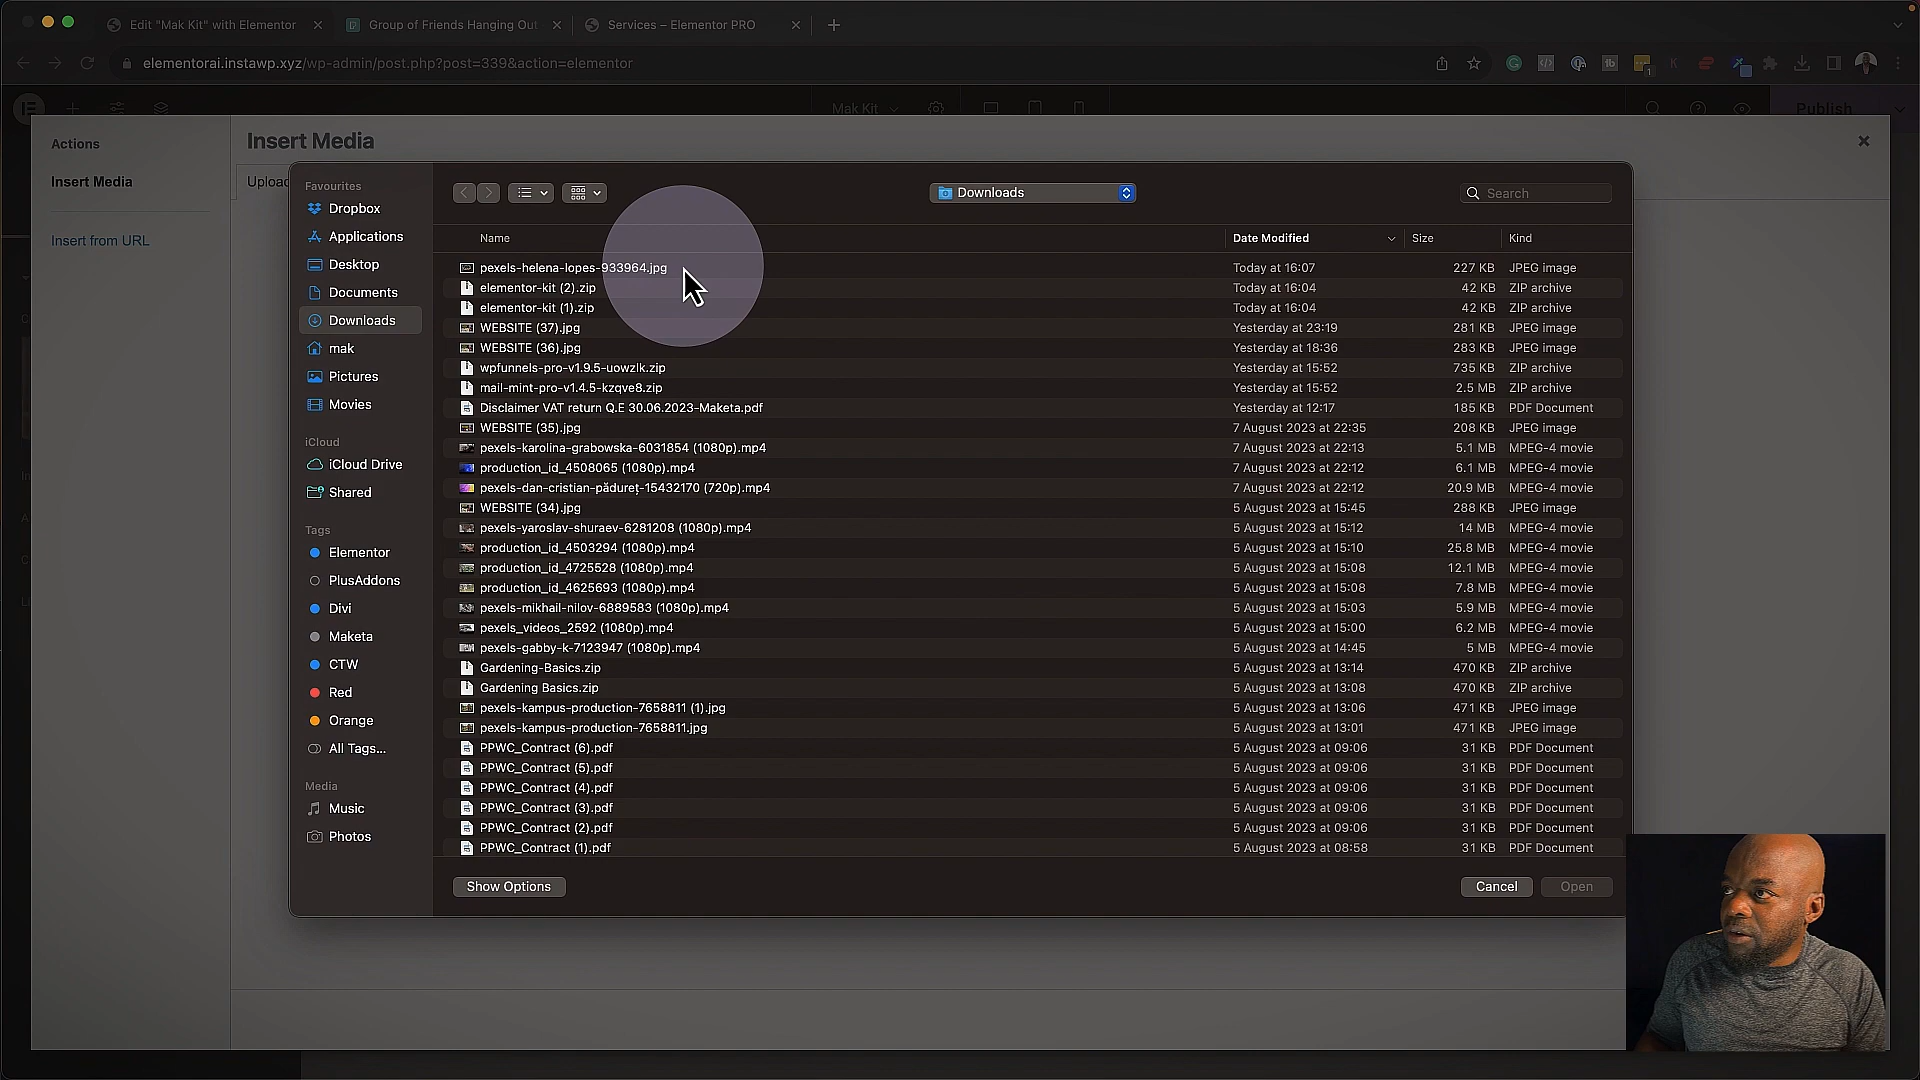 Edit "Mak Kit" with Elementor
Group of Friends Hanging Out
Services – Elementor PRO
elementorai.instawp.xyz/wp-admin/post.php?post=339&action=elementor
Mak Kit
Publish
Actions
Insert Media
Insert Media
Insert from URL
Upload
Favourites
Dropbox
Applications
Desktop
Documents
Downloads
mak
Pictures
Movies
iCloud
iCloud Drive
Shared
Tags
Elementor
PlusAddons
Divi
Maketa
CTW
Red
Orange
All Tags...
Media
Music
Photos
Downloads
Search
Name Date Modified Size Kind
pexels-helena-lopes-933964.jpg Today at 16:07 227 KB JPEG image
elementor-kit (2).zip Today at 16:04 42 KB ZIP archive
elementor-kit (1).zip Today at 16:04 42 KB ZIP archive
WEBSITE (37).jpg Yesterday at 23:19 281 KB JPEG image
WEBSITE (36).jpg Yesterday at 18:36 283 KB JPEG image
wpfunnels-pro-v1.9.5-uowzlk.zip Yesterday at 15:52 735 KB ZIP archive
mail-mint-pro-v1.4.5-kzqve8.zip Yesterday at 15:52 2.5 MB ZIP archive
Disclaimer VAT return Q.E 30.06.2023-Maketa.pdf Yesterday at 12:17 185 KB PDF Document
WEBSITE (35).jpg 7 August 2023 at 22:35 208 KB JPEG image
pexels-karolina-grabowska-6031854 (1080p).mp4 7 August 2023 at 22:13 5.1 MB MPEG-4 movie
production_id_4508065 (1080p).mp4 7 August 2023 at 22:12 6.1 MB MPEG-4 movie
pexels-dan-cristian-pădureț-15432170 (720p).mp4 7 August 2023 at 22:12 20.9 MB MPEG-4 movie
WEBSITE (34).jpg 5 August 2023 at 15:45 288 KB JPEG image
pexels-yaroslav-shuraev-6281208 (1080p).mp4 5 August 2023 at 15:12 14 MB MPEG-4 movie
production_id_4503294 (1080p).mp4 5 August 2023 at 15:10 25.8 MB MPEG-4 movie
production_id_4725528 (1080p).mp4 5 August 2023 at 15:08 12.1 MB MPEG-4 movie
production_id_4625693 (1080p).mp4 5 August 2023 at 15:08 7.8 MB MPEG-4 movie
pexels-mikhail-nilov-6889583 (1080p).mp4 5 August 2023 at 15:03 5.9 MB MPEG-4 movie
pexels_videos_2592 (1080p).mp4 5 August 2023 at 15:00 6.2 MB MPEG-4 movie
pexels-gabby-k-7123947 (1080p).mp4 5 August 2023 at 14:45 5 MB MPEG-4 movie
Gardening-Basics.zip 5 August 2023 at 13:14 470 KB ZIP archive
Gardening Basics.zip 5 August 2023 at 13:08 470 KB ZIP archive
pexels-kampus-production-7658811 (1).jpg 5 August 2023 at 13:06 471 KB JPEG image
pexels-kampus-production-7658811.jpg 5 August 2023 at 13:01 471 KB JPEG image
PPWC_Contract (6).pdf 5 August 2023 at 09:06 31 KB PDF Document
PPWC_Contract (5).pdf 5 August 2023 at 09:06 31 KB PDF Document
PPWC_Contract (4).pdf 5 August 2023 at 09:06 31 KB PDF Document
PPWC_Contract (3).pdf 5 August 2023 at 09:06 31 KB PDF Document
PPWC_Contract (2).pdf 5 August 2023 at 09:06 31 KB PDF Document
PPWC_Contract (1).pdf 5 August 2023 at 08:58 31 KB PDF Document
Show Options
Cancel
Open